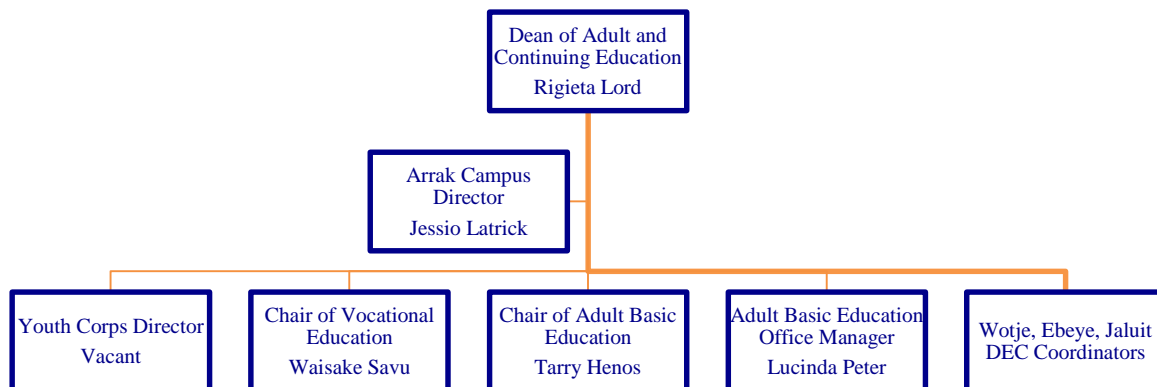 Dean of Adult and
Continuing Education
Rigieta Lord
Arrak Campus
Director
Jessio Latrick
Youth Corps Director
Vacant
Chair of Vocational
Education
Waisake Savu
Chair of Adult Basic
Education
Tarry Henos
Adult Basic Education
Office Manager
Lucinda Peter
Wotje, Ebeye, Jaluit
DEC Coordinators